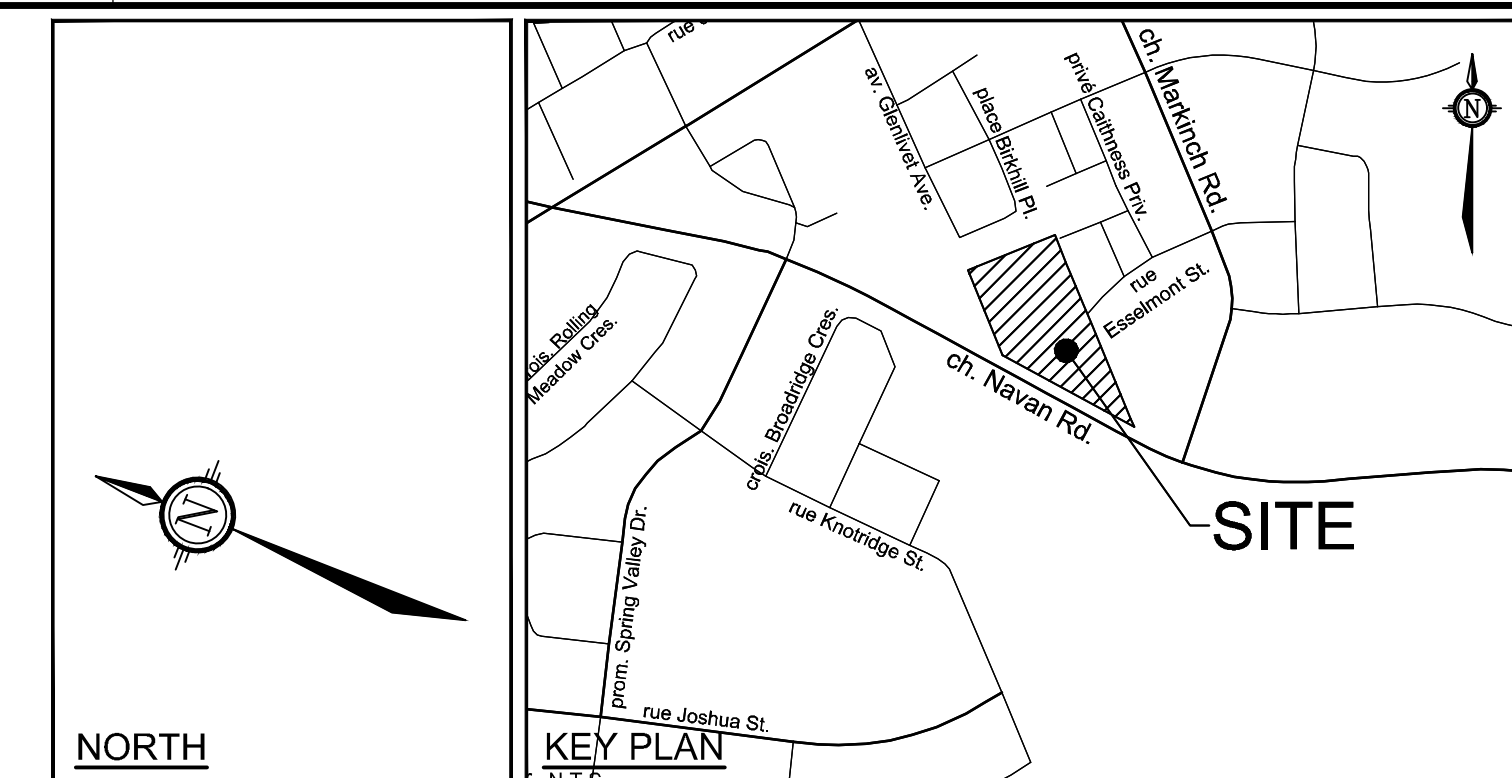 rue
av. Glenlivet Ave.
place Birkhill Pl.
privé Caithness Priv.
ch. Markinch Rd.
N
rue
Esselmont St.
Rolling
Meadow Cres.
crois. Broadridge Cres.
ch. Navan Rd.
SITE
rue Knotridge St.
prom. Spring Valley Dr.
rue Joshua St.
N
NORTH
KEY PLAN
N.T.S.